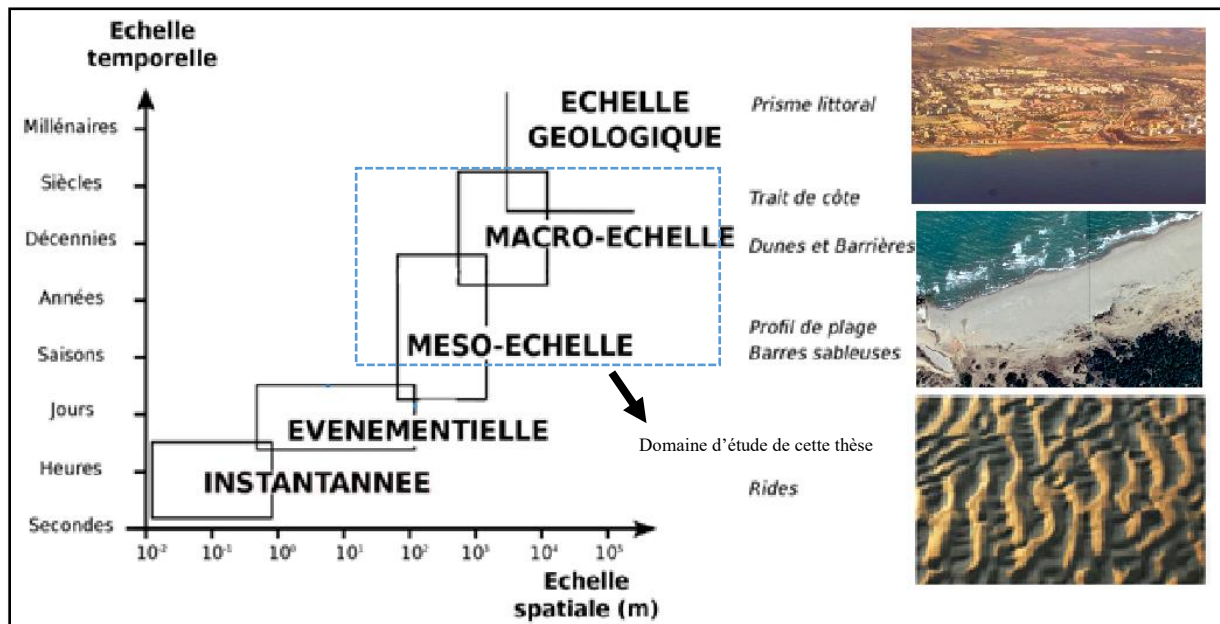 Echelle
temporelle
Millénaires
Siècles
Décennies
Années
Saisons
Jours
Heures
Secondes
ECHELLE
GEOLOGIQUE
MACRO-ECHELLE
MESO-ECHELLE
EVENEMENTIELLE
INSTANTANNEE
10⁻² 10⁻¹ 10⁰ 10¹ 10² 10³ 10⁴ 10⁵
Echelle
spatiale (m)
Prisme littoral
Trait de côte
Dunes et Barrières
Profil de plage
Barres sableuses
Domaine d’étude de cette thèse
Rides